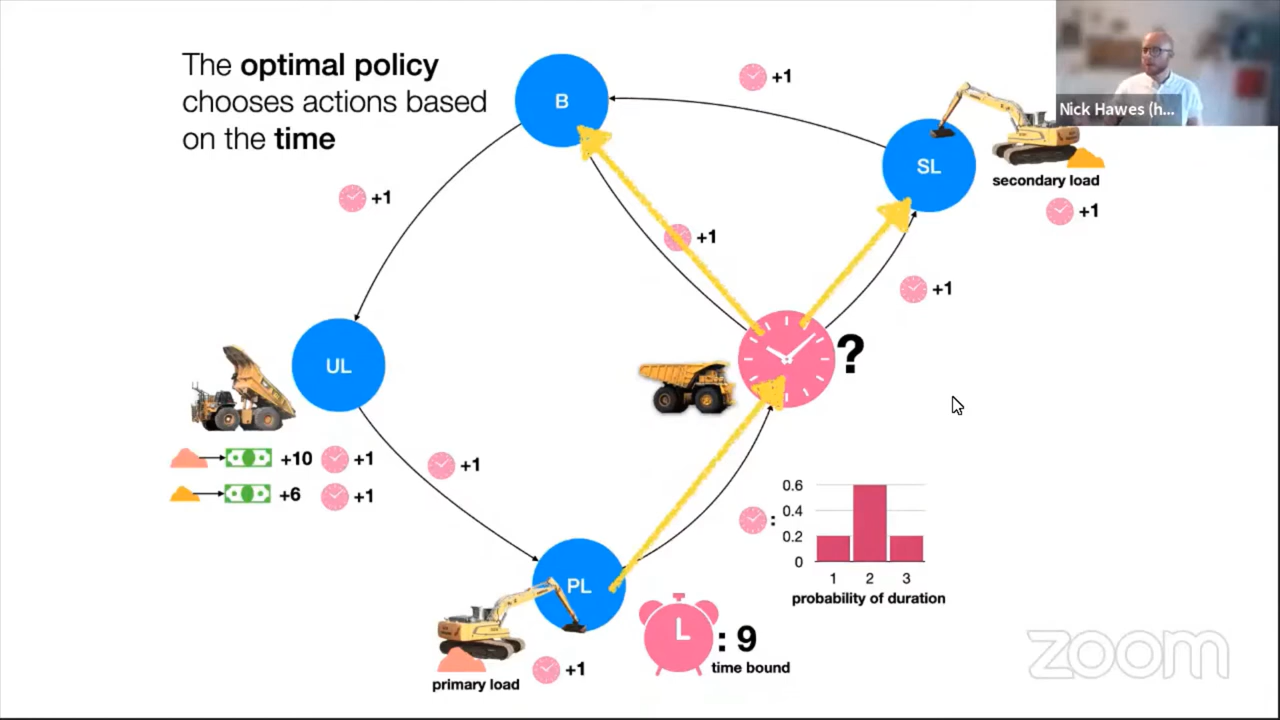 The optimal policy
chooses actions based
on the time
B
+1
Nick Hawes (h...
SL
secondary load
+1
+1
+1
+1
?
UL
+10 +1
+6 +1
+1
PL
primary load
+1
L
: 9
time bound
:
0.6
0.4
0.2
0
1 2 3
probability of duration
zoom